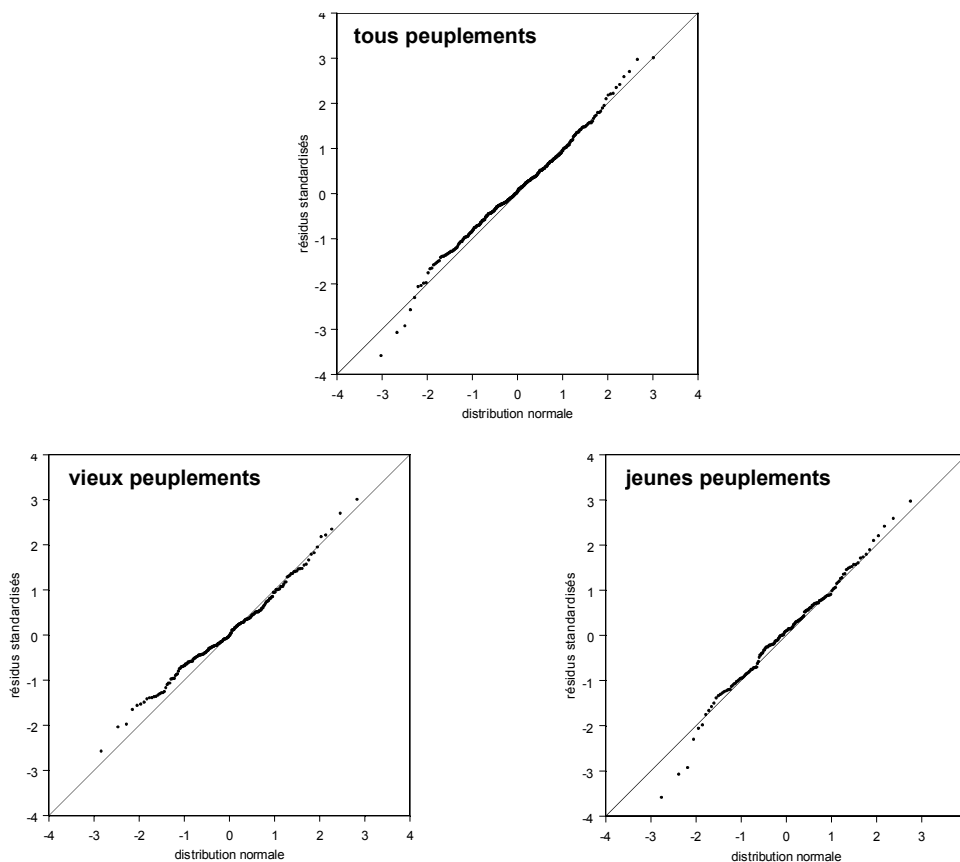 tous peuplements
résidus standardisés
4
3
2
1
0
-1
-2
-3
-4
-4 -3 -2 -1 0 1 2 3 4
distribution normale
vieux peuplements
résidus standardisés
4
3
2
1
0
-1
-2
-3
-4
-4 -3 -2 -1 0 1 2 3 4
distribution normale
jeunes peuplements
résidus standardisés
4
3
2
1
0
-1
-2
-3
-4
-4 -3 -2 -1 0 1 2 3
distribution normale